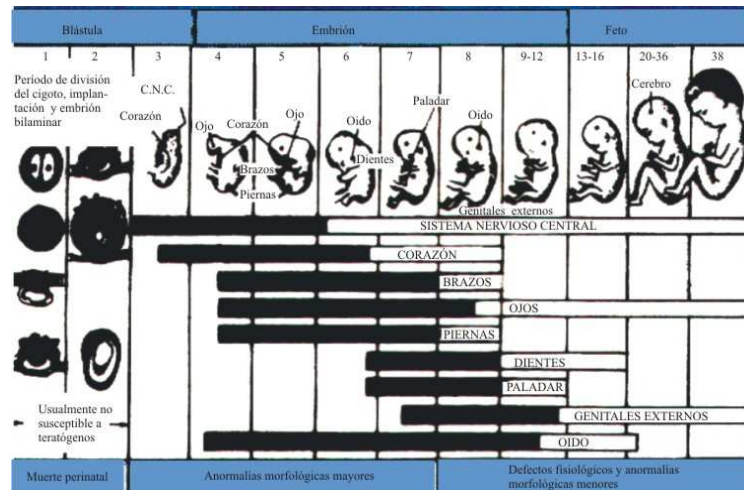 Blástula
Embrión
Feto
1
2
3
4
5
6
7
8
9-12
13-16
20-36
38
Período de división
del cigoto, implan-
tación y embrión
bilaminar
C.N.C.
Corazón
Ojo
Corazón
Ojo
Brazos
Piernas
Oido
Dientes
Paladar
Oido
Cerebro
Genitales externos
SISTEMA NERVIOSO CENTRAL
CORAZÓN
BRAZOS
OJOS
PIERNAS
DIENTES
PALADAR
GENITALES EXTERNOS
OIDO
Usualmente no
susceptible a
teratógenos
Muerte perinatal
Anormalias morfológicas mayores
Defectos fisiológicos y anormalías
morfológicas menores